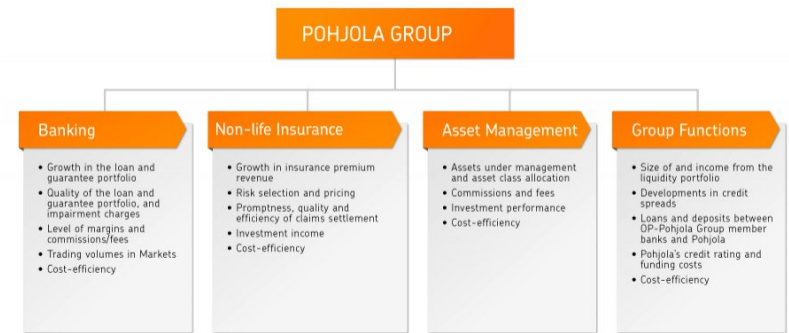 POHJOLA GROUP
Banking
• Growth in the loan and
guarantee portfolio
• Quality of the loan and
guarantee portfolio, and
impairment charges
• Level of margins and
commissions/fees
• Trading volumes in Markets
• Cost-efficiency
Non-life Insurance
• Growth in insurance premium
revenue
• Risk selection and pricing
• Promptness, quality and
efficiency of claims settlement
• Investment income
• Cost-efficiency
Asset Management
• Assets under management
and asset class allocation
• Commissions and fees
• Investment performance
• Cost-efficiency
Group Functions
• Size of and income from the
liquidity portfolio
• Developments in credit
spreads
• Loans and deposits between
OP-Pohjola Group member
banks and Pohjola
• Pohjola's credit rating and
funding costs
• Cost-efficiency